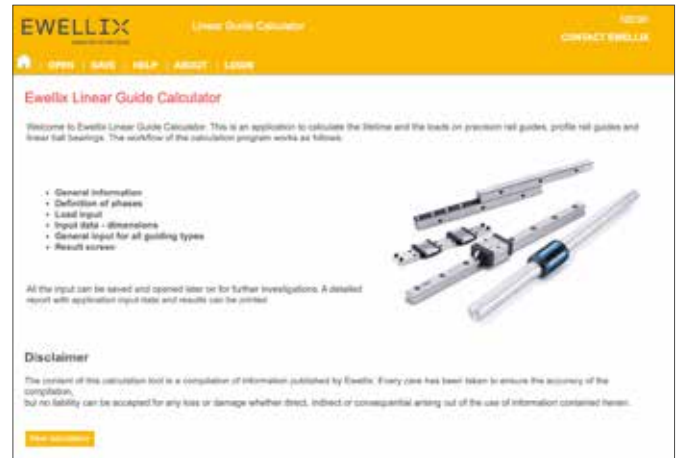 EWELLIX
Linear Guide Calculator
CONTACT EWELLIX
OPEN | SAVE | HELP | ABOUT | LOGIN
Ewellix Linear Guide Calculator
Welcome to Ewellix Linear Guide Calculator. This is an application to calculate the lifetime and the loads on precision rail guides, profile rail guides and
linear ball bearings. The workflow of the calculation program works as follows:
• General information
• Definition of phases
• Load input
• Input data - dimensions
• General input for all guiding types
• Result screen
All the input can be saved and opened later on for further investigations. A detailed
report with application input data and results can be printed
Disclaimer
The content of this calculation tool is a compilation of information published by Ewellix. Every care has been taken to ensure the accuracy of the
compilation,
but no liability can be accepted for any loss or damage whether direct, indirect or consequential arising out of the use of information contained herein.